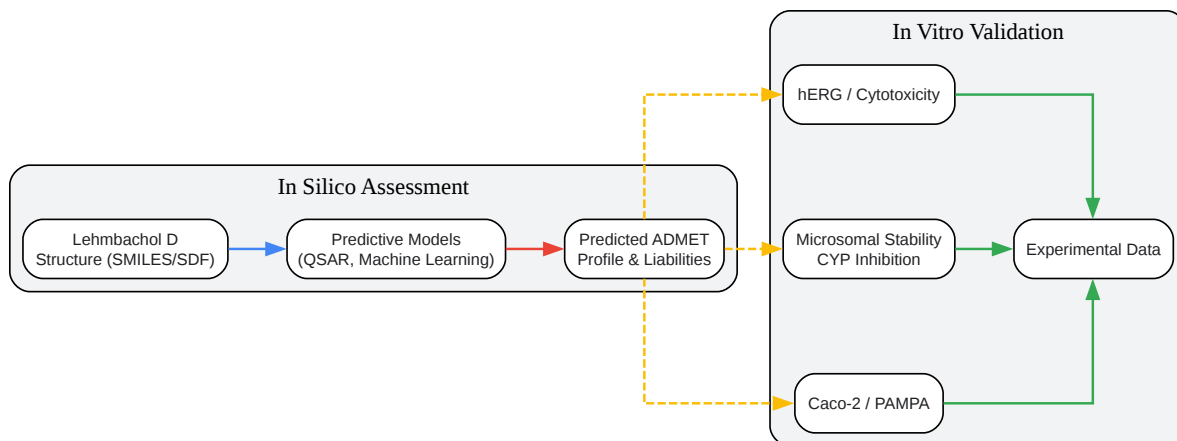 In Vitro Validation
hERG / Cytotoxicity
In Silico Assessment
Lehmbachol D
Structure (SMILES/SDF)
Predictive Models
(QSAR, Machine Learning)
Predicted ADMET
Profile & Liabilities
Microsomal Stability
CYP Inhibition
Experimental Data
Caco-2 / PAMPA